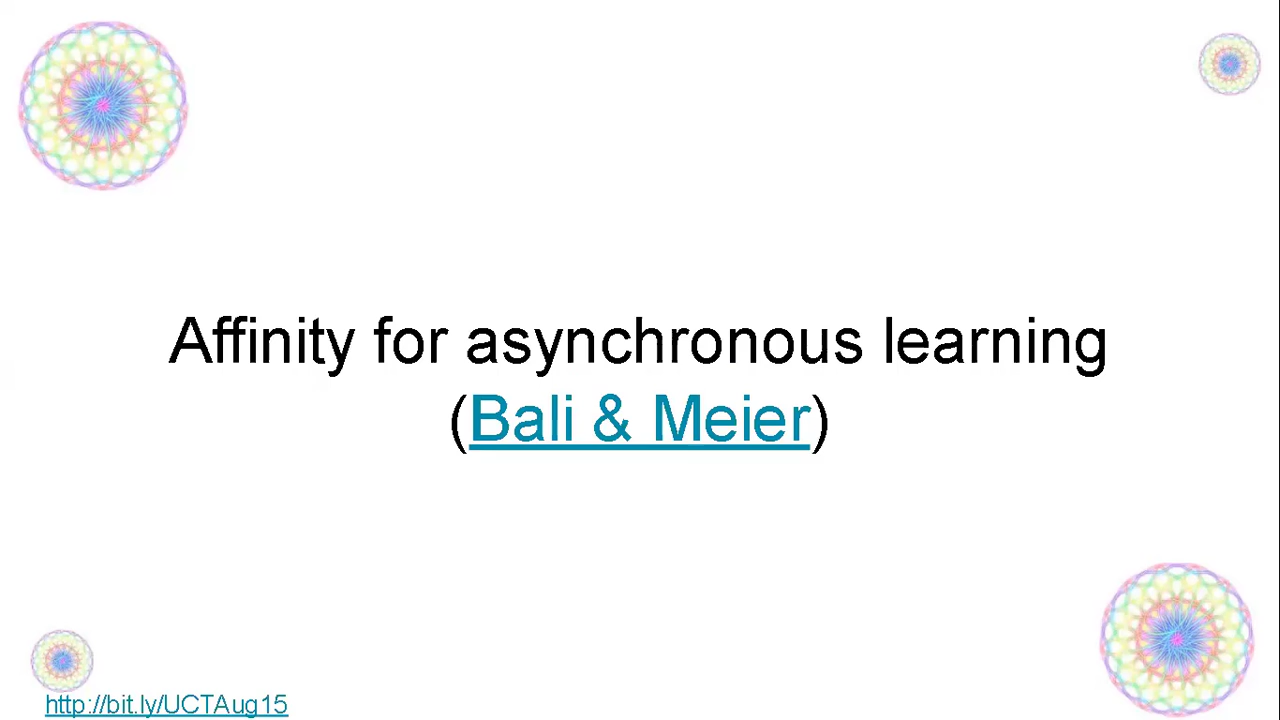 Affinity for asynchronous learning
(Bali & Meier)
http://bit.ly/UCTAug15